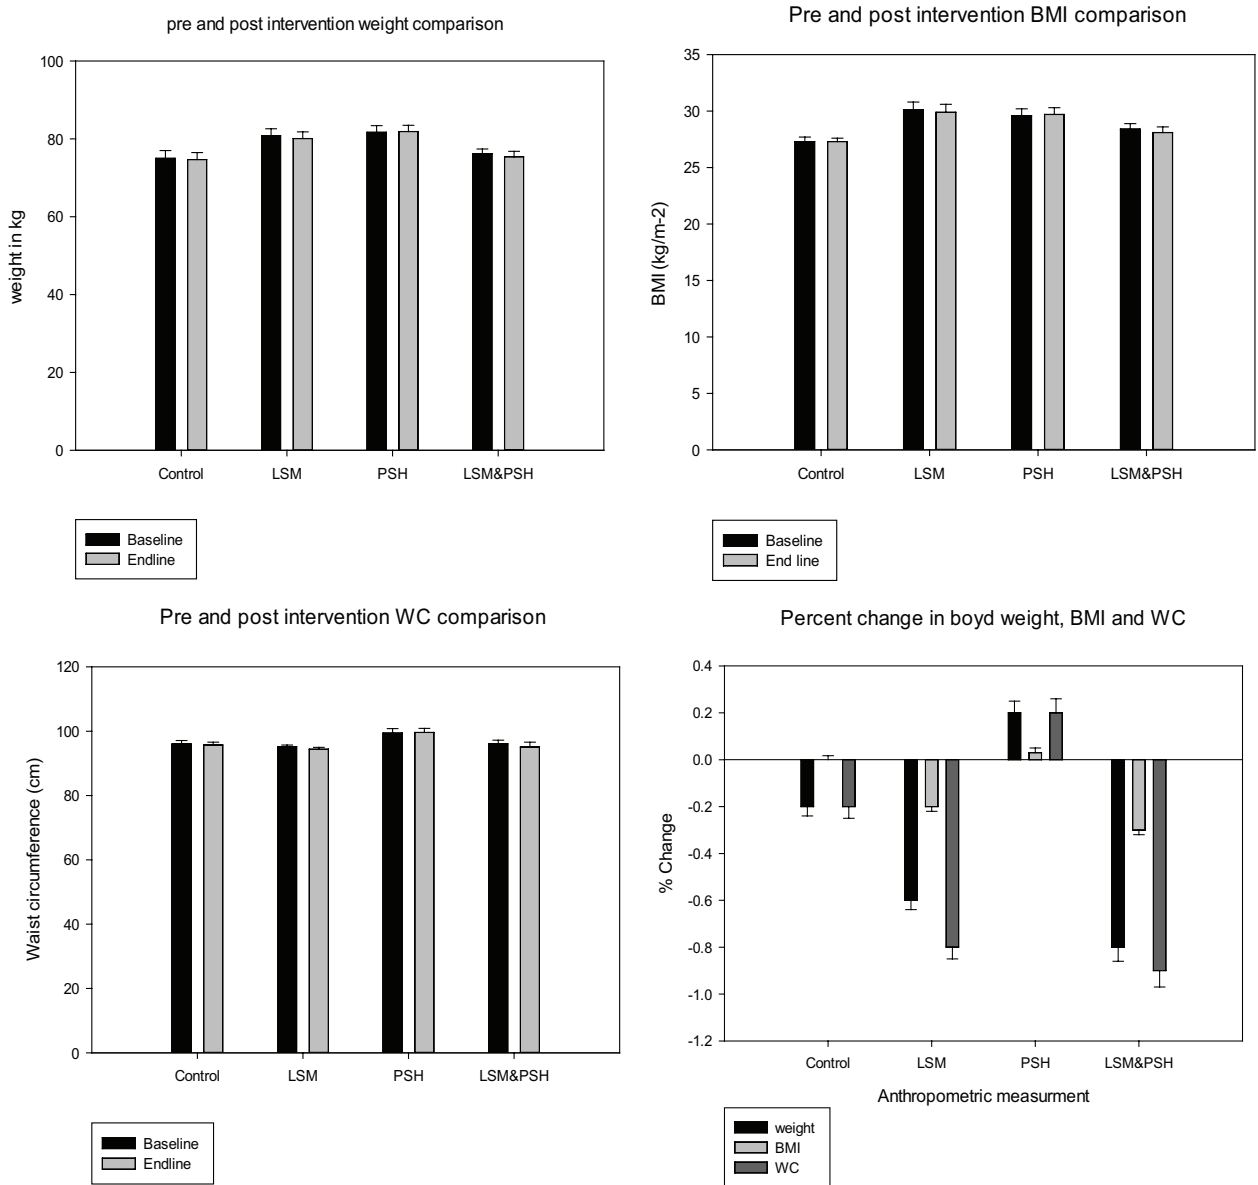 pre and post intervention weight comparison
100
80
60
40
20
0
weight in kg
Control LSM PSH LSM&PSH
Baseline
Endline
Pre and post intervention BMI comparison
35
30
25
20
15
10
5
0
BMI (kg/m-2)
Control LSM PSH LSM&PSH
Baseline
End line
Pre and post intervention WC comparison
120
100
80
60
40
20
0
Waist circumference (cm)
Control LSM PSH LSM&PSH
Baseline
Endline
Percent change in boyd weight, BMI and WC
0.4
0.2
0.0
-0.2
-0.4
-0.6
-0.8
-1.0
-1.2
% Change
Control LSM PSH LSM&PSH
Anthropometric measurment
weight
BMI
WC